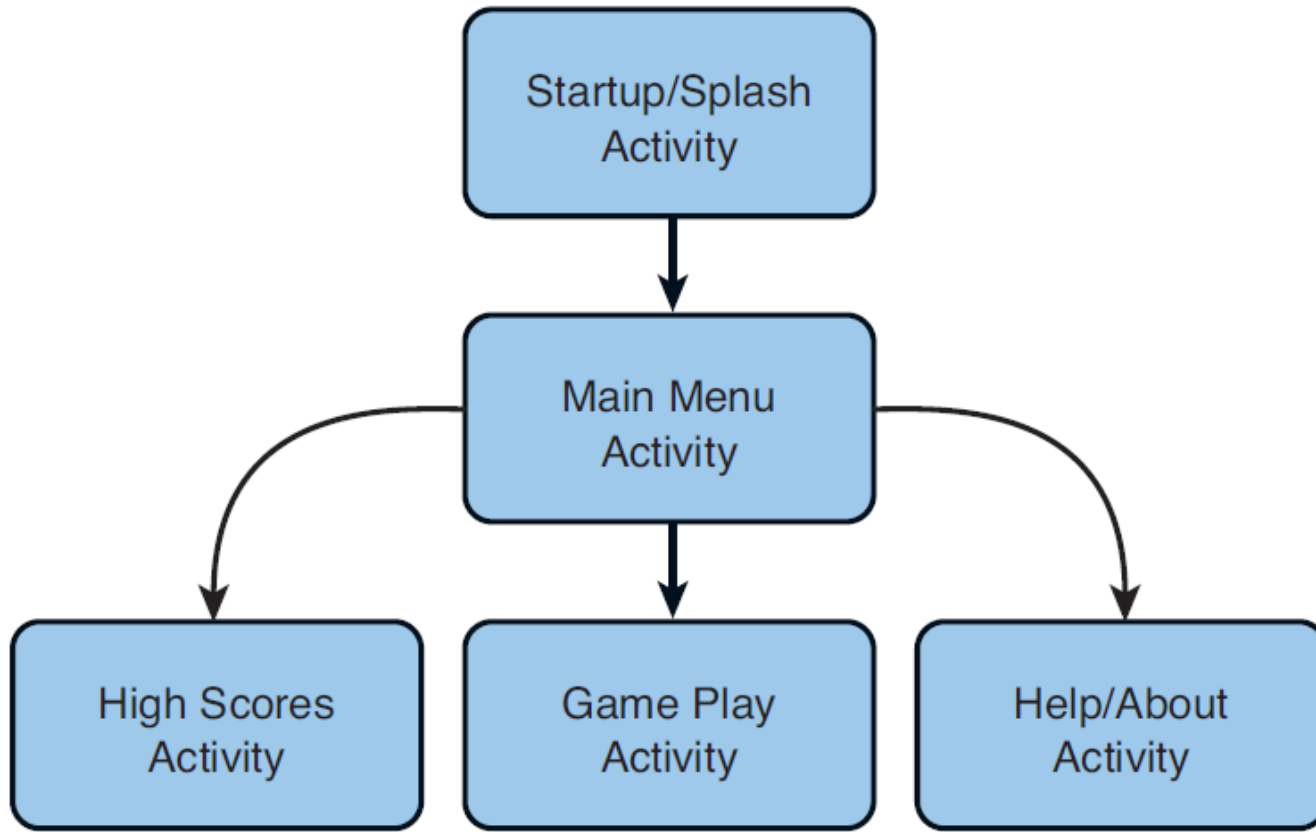 Startup/Splash
Activity
Main Menu
Activity
High Scores
Activity
Game Play
Activity
Help/About
Activity